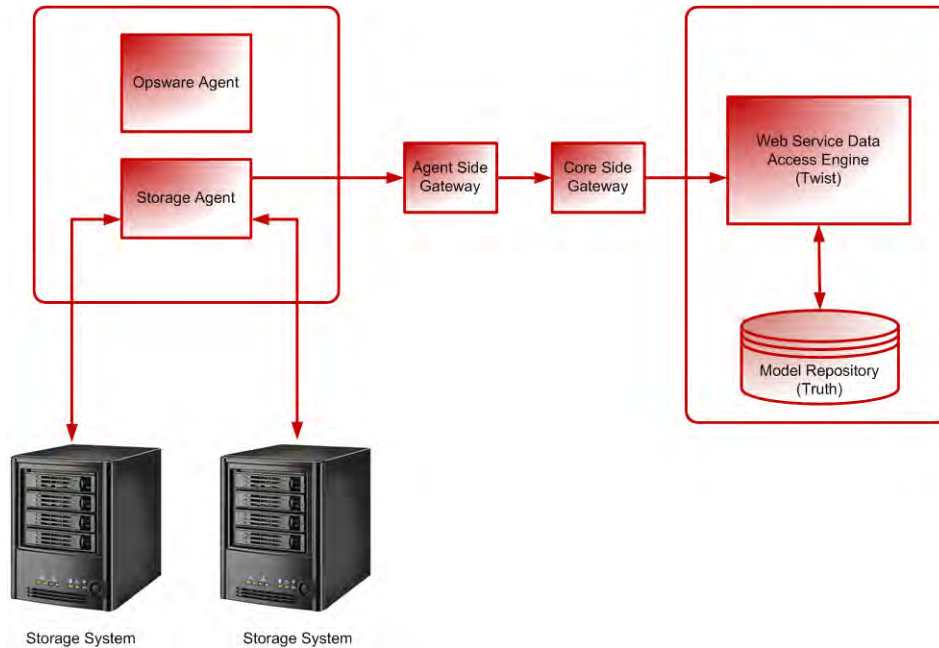 Opsware Agent
Storage Agent
Agent Side
Gateway
Core Side
Gateway
Web Service Data
Access Engine
(Twist)
Model Repository
(Truth)
Storage System
Storage System